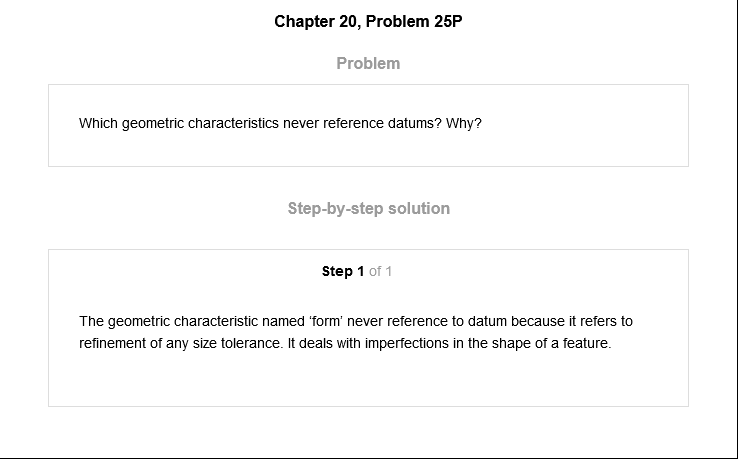 Chapter 20, Problem 25P
Problem
Which geometric characteristics never reference datums? Why?
Step-by-step solution
Step 1 of 1
The geometric characteristic named ‘form’ never reference to datum because it refers to
refinement of any size tolerance. It deals with imperfections in the shape of a feature.